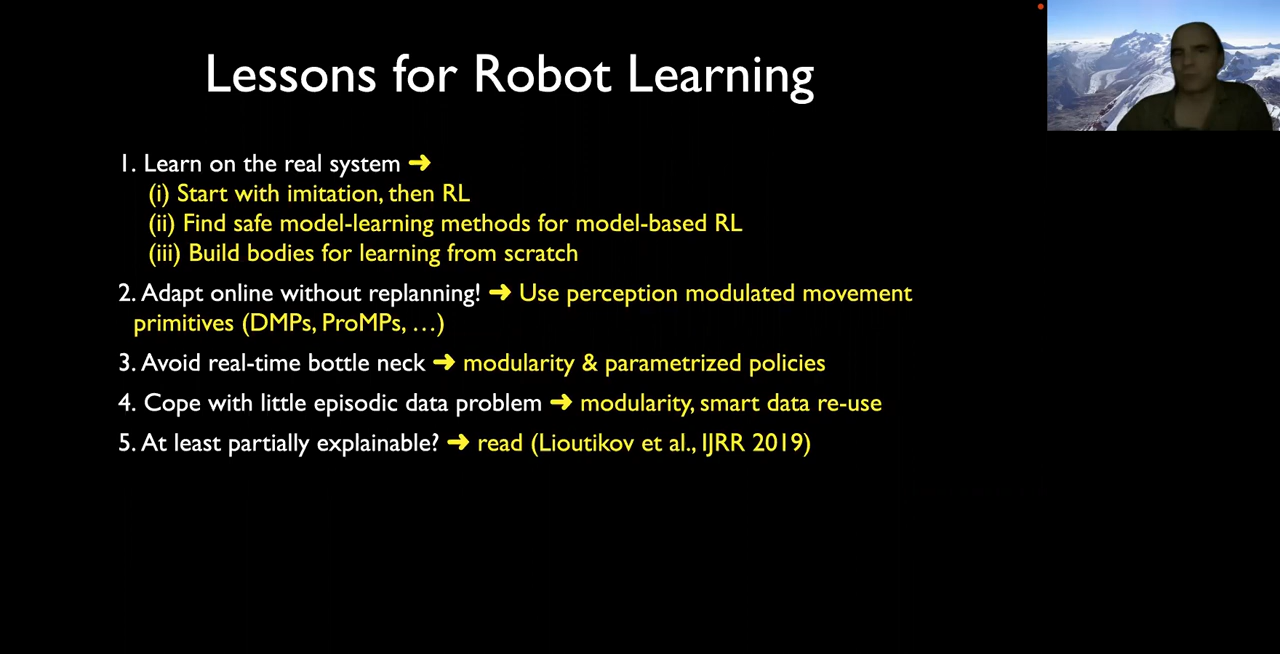 Lessons for Robot Learning
1. Learn on the real system ➜
(i) Start with imitation, then RL
(ii) Find safe model-learning methods for model-based RL
(iii) Build bodies for learning from scratch
2. Adapt online without replanning! ➜ Use perception modulated movement
primitives (DMPs, ProMPs, …)
3. Avoid real-time bottle neck ➜ modularity & parametrized policies
4. Cope with little episodic data problem ➜ modularity, smart data re-use
5. At least partially explainable? ➜ read (Lioutikov et al., IJRR 2019)